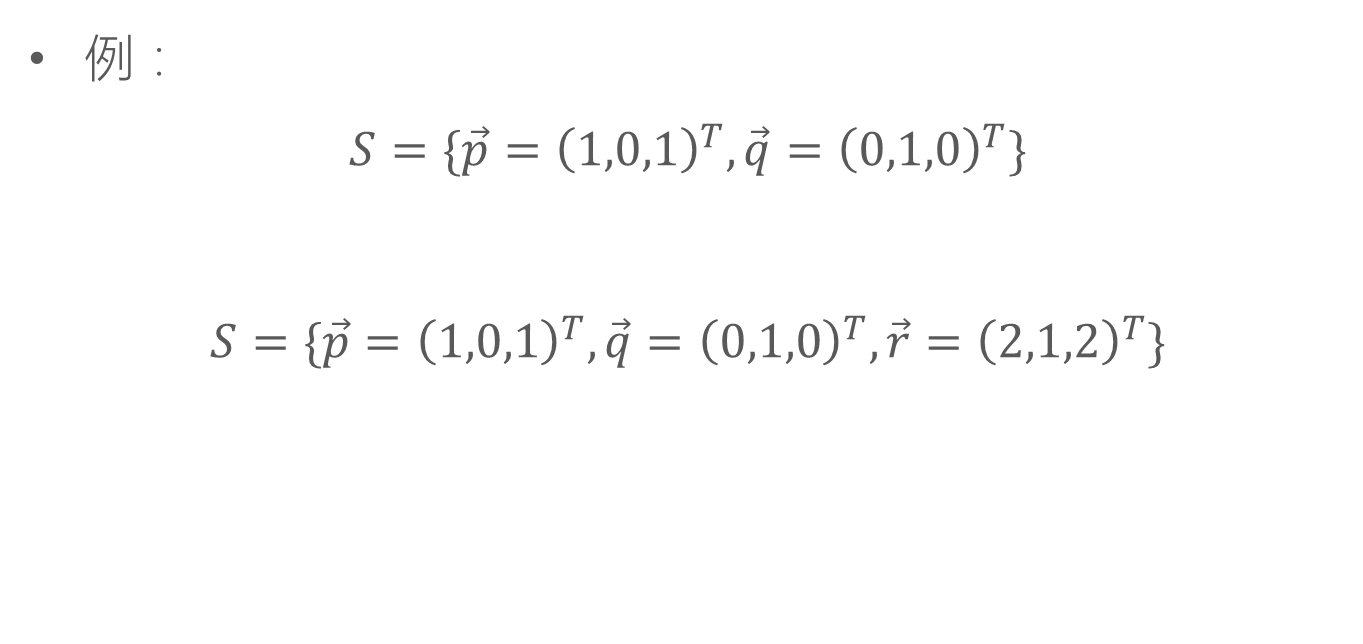 • 例：
S = {p⃗ = (1,0,1)ᵀ, q⃗ = (0,1,0)ᵀ}
S = {p⃗ = (1,0,1)ᵀ, q⃗ = (0,1,0)ᵀ, r⃗ = (2,1,2)ᵀ}